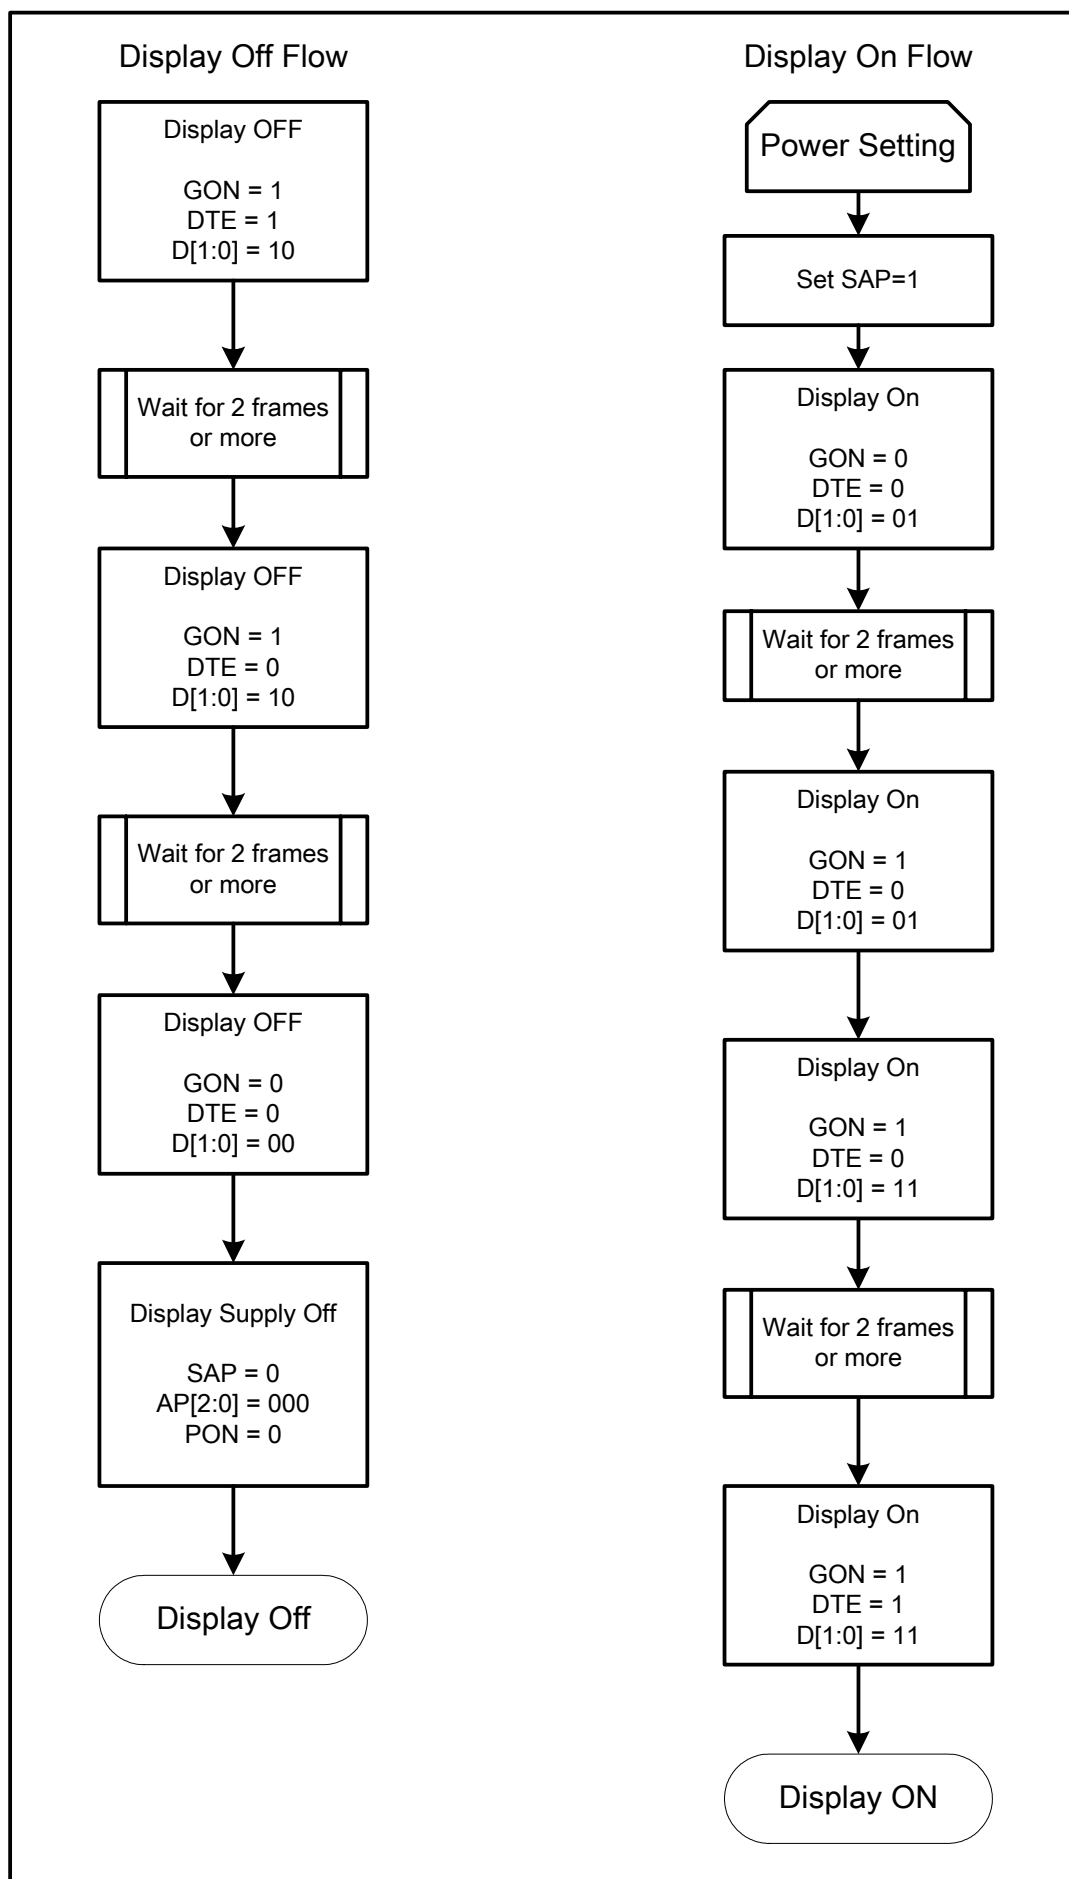 Display Off Flow
Display OFF
GON = 1
DTE = 1
D[1:0] = 10
Wait for 2 frames
or more
Display OFF
GON = 1
DTE = 0
D[1:0] = 10
Wait for 2 frames
or more
Display OFF
GON = 0
DTE = 0
D[1:0] = 00
Display Supply Off
SAP = 0
AP[2:0] = 000
PON = 0
Display Off
Display On Flow
Power Setting
Set SAP=1
Display On
GON = 0
DTE = 0
D[1:0] = 01
Wait for 2 frames
or more
Display On
GON = 1
DTE = 0
D[1:0] = 01
Display On
GON = 1
DTE = 0
D[1:0] = 11
Wait for 2 frames
or more
Display On
GON = 1
DTE = 1
D[1:0] = 11
Display ON